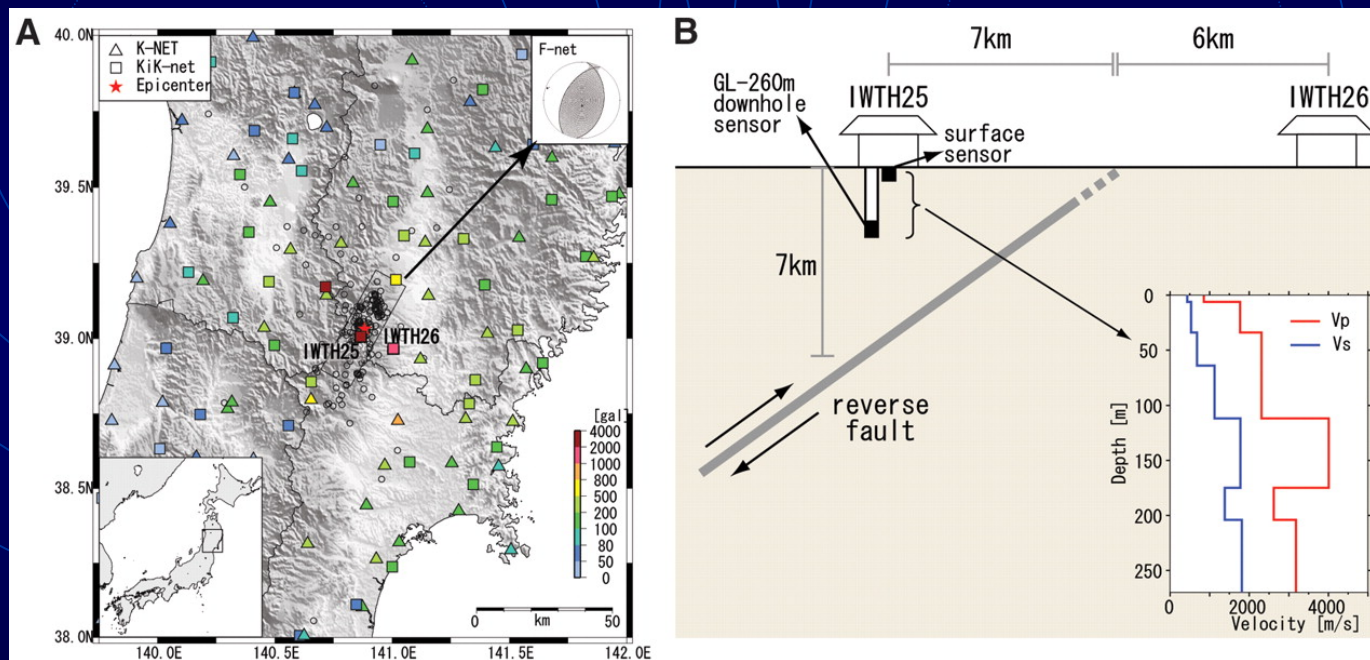 A
40.0N
39.5N
39.0N
38.5N
38.0N
140.0E
140.5E
141.0E
141.5E
142.0E
K-NET
KiK-net
Epicenter
F-net
IWTH25
IWTH26
[gal]
4000
2000
1000
500
200
100
80
0
0
km
50
B
7km
6km
GL-260m
downhole
sensor
IWTH25
IWTH26
surface
sensor
7km
reverse
fault
Vp
Vs
Depth [m]
0
50
100
150
200
250
0
2000
4000
Velocity [m/s]